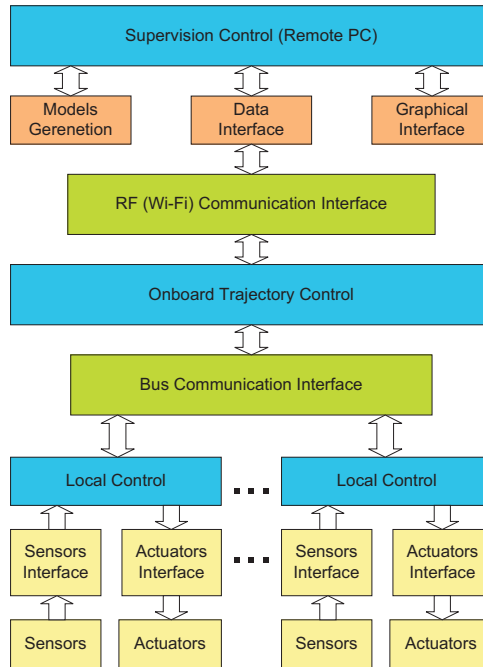 Supervision Control (Remote PC)
Models
Gerenetion
Data
Interface
Graphical
Interface
RF (Wi-Fi) Communication Interface
Onboard Trajectory Control
Bus Communication Interface
Local Control
Local Control
Sensors
Interface
Actuators
Interface
Sensors
Interface
Actuators
Interface
Sensors
Actuators
Sensors
Actuators